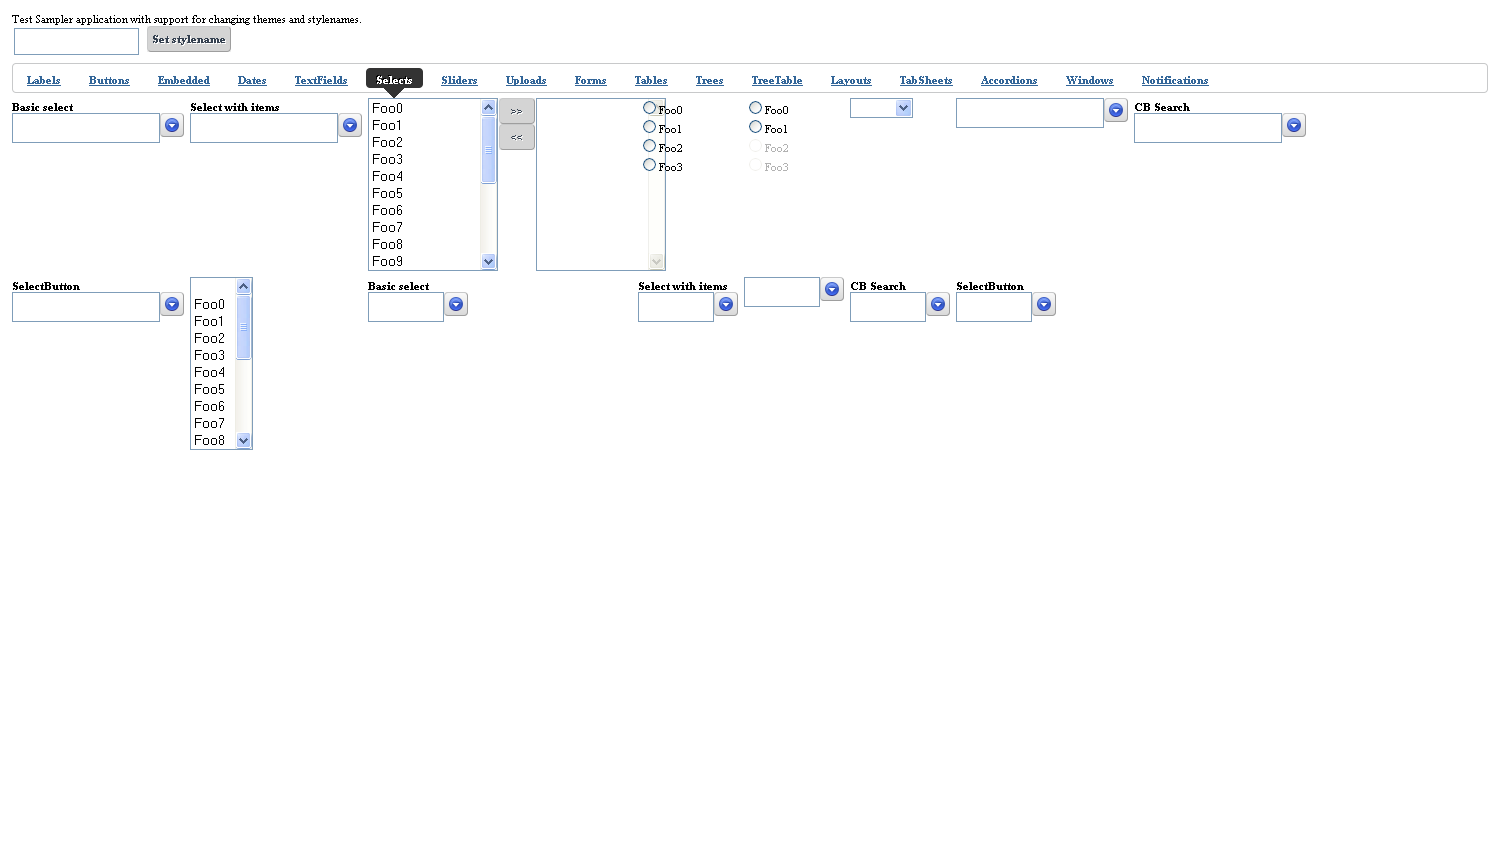 Test Sampler application with support for changing themes and stylenames.
Set stylename
Labels Buttons Embedded Dates TextFields Selects Sliders Uploads Forms Tables Trees TreeTable Layouts TabSheets Accordions Windows Notifications
Basic select
Select with items
Foo0
Foo1
Foo2
Foo3
Foo4
Foo5
Foo6
Foo7
Foo8
Foo9
>>
<<
Foo0
Foo1
Foo2
Foo3
Foo0
Foo1
Foo2
Foo3
CB Search
SelectButton
Foo0
Foo1
Foo2
Foo3
Foo4
Foo5
Foo6
Foo7
Foo8
Basic select
Select with items
CB Search
SelectButton